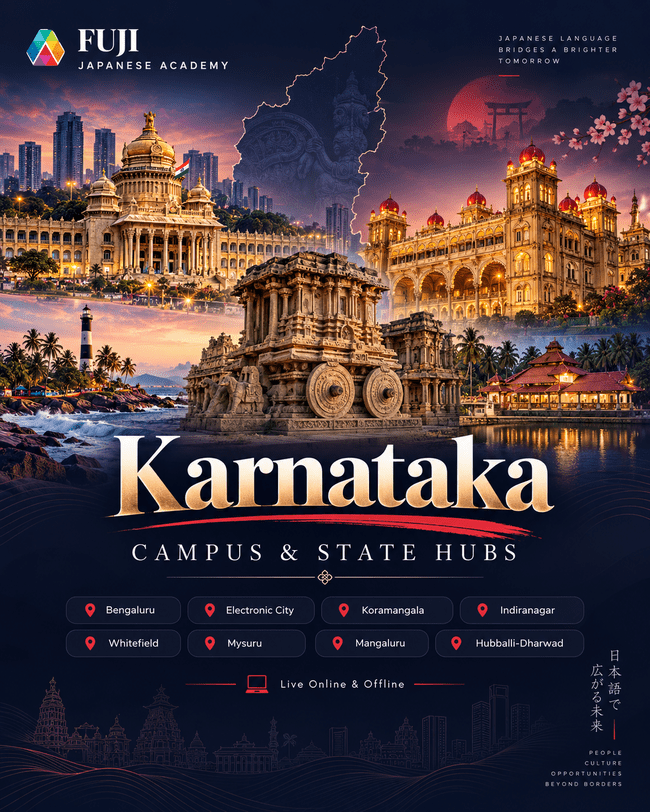 FUJI
JAPANESE ACADEMY
JAPANESE LANGUAGE
BRIDGES A BRIGHTER
TOMORROW
Karnataka
CAMPUS & STATE HUBS
Bengaluru
Electronic City
Koramangala
Indiranagar
Whitefield
Mysuru
Mangaluru
Hubballi-Dharwad
Live Online & Offline
日本語で
広がる未来
PEOPLE
CULTURE
OPPORTUNITIES
BEYOND BORDERS